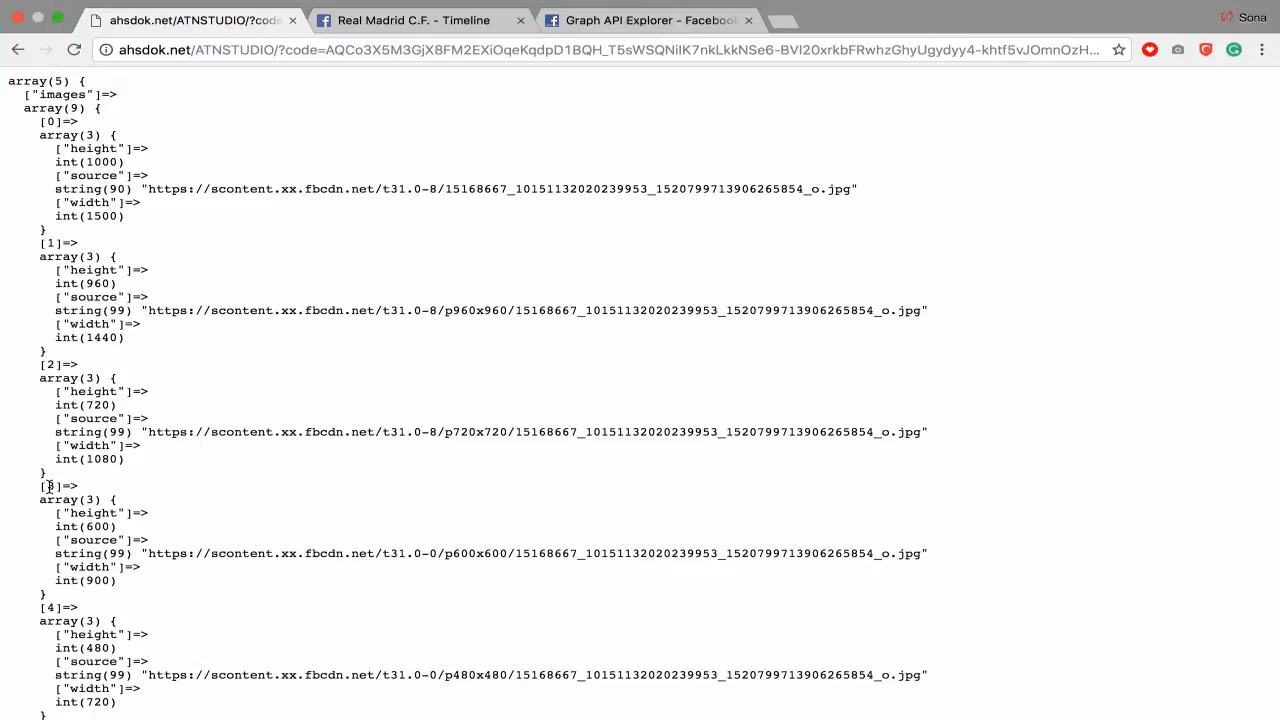 ahsdok.net/ATNSTUDIO/?code
Real Madrid C.F. - Timeline
Graph API Explorer - Facebook
Sona
ahsdok.net/ATNSTUDIO/?code=AQCo3X5M3GjX8FM2EXiOqeKqdpD1BQH_T5sWSQNiIK7nkLkkNSe6-BVI20xrkbFRwhzGhyUgydyy4-khtf5vJOmnOzH...
array(5) {
["images"]=>
array(9) {
[0]=>
array(3) {
["height"]=>
int(1000)
["source"]=>
string(90) "https://scontent.xx.fbcdn.net/t31.0-8/15168667_10151132020239953_1520799713906265854_o.jpg"
["width"]=>
int(1500)
}
[1]=>
array(3) {
["height"]=>
int(960)
["source"]=>
string(99) "https://scontent.xx.fbcdn.net/t31.0-8/p960x960/15168667_10151132020239953_1520799713906265854_o.jpg"
["width"]=>
int(1440)
}
[2]=>
array(3) {
["height"]=>
int(720)
["source"]=>
string(99) "https://scontent.xx.fbcdn.net/t31.0-8/p720x720/15168667_10151132020239953_1520799713906265854_o.jpg"
["width"]=>
int(1080)
}
[3]=>
array(3) {
["height"]=>
int(600)
["source"]=>
string(99) "https://scontent.xx.fbcdn.net/t31.0-0/p600x600/15168667_10151132020239953_1520799713906265854_o.jpg"
["width"]=>
int(900)
}
[4]=>
array(3) {
["height"]=>
int(480)
["source"]=>
string(99) "https://scontent.xx.fbcdn.net/t31.0-0/p480x480/15168667_10151132020239953_1520799713906265854_o.jpg"
["width"]=>
int(720)
}